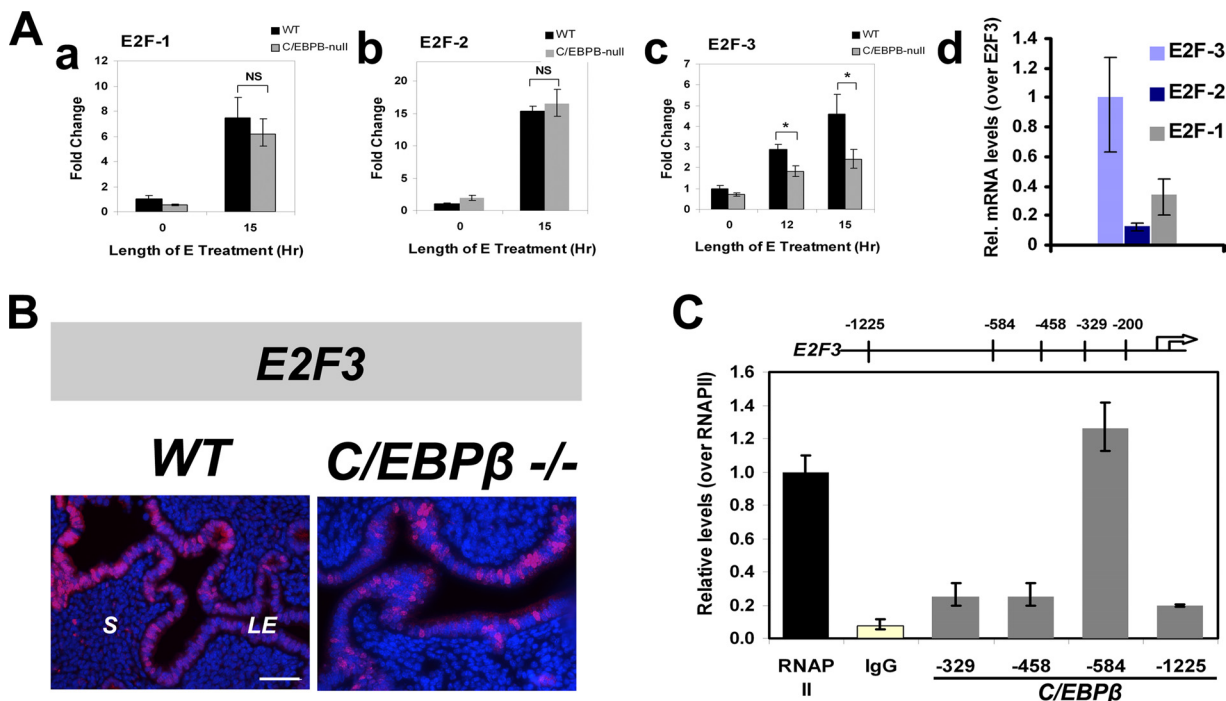 A
a
E2F-1
WT
C/EBPB-null
NS
Fold Change
12
10
8
6
4
2
0
0
15
Length of E Treatment (Hr)
b
E2F-2
WT
C/EBPB-null
NS
Fold Change
20
15
10
5
0
0
15
Length of E Treatment (Hr)
c
E2F-3
WT
C/EBPB-null
*
*
Fold Change
7
6
5
4
3
2
1
0
0
12
15
Length of E Treatment (Hr)
d
E2F-3
E2F-2
E2F-1
Rel. mRNA levels (over E2F3)
1.4
1.2
1
0.8
0.6
0.4
0.2
0
B
E2F3
WT
C/EBPβ -/-
S
LE
C
-1225
-584
-458
-329
-200
E2F3
Relative levels (over RNAPII)
1.6
1.4
1.2
1.0
0.8
0.6
0.4
0.2
0.0
RNAP
II
IgG
-329
-458
-584
-1225
C/EBPβ